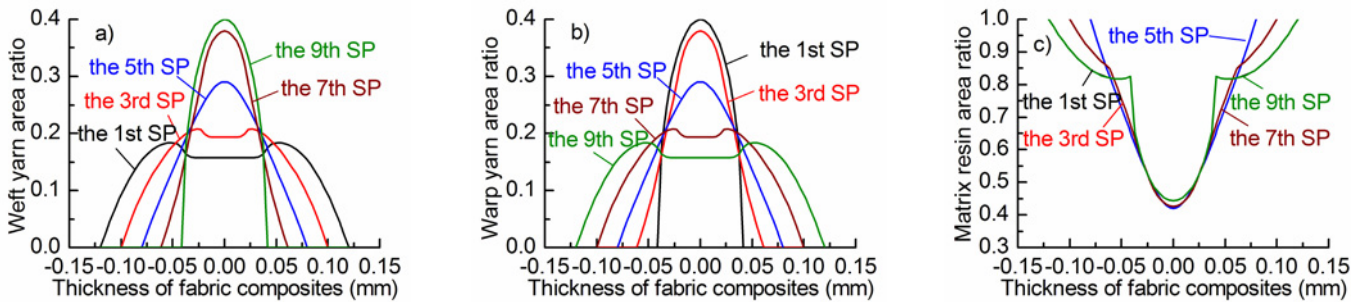 a)
Weft yarn area ratio
0.4
0.3
0.2
0.1
0.0
the 9th SP
the 5th SP
the 7th SP
the 3rd SP
the 1st SP
-0.15 -0.10 -0.05 0.00 0.05 0.10 0.15
Thickness of fabric composites (mm)
b)
Warp yarn area ratio
0.4
0.3
0.2
0.1
0.0
the 1st SP
the 5th SP
the 3rd SP
the 7th SP
the 9th SP
-0.15 -0.10 -0.05 0.00 0.05 0.10 0.15
Thickness of fabric composites (mm)
c)
Matrix resin area ratio
1.0
0.9
0.8
0.7
0.6
0.5
0.4
0.3
the 5th SP
the 1st SP
the 9th SP
the 3rd SP
the 7th SP
-0.15 -0.10 -0.05 0.00 0.05 0.10 0.15
Thickness of fabric composites (mm)